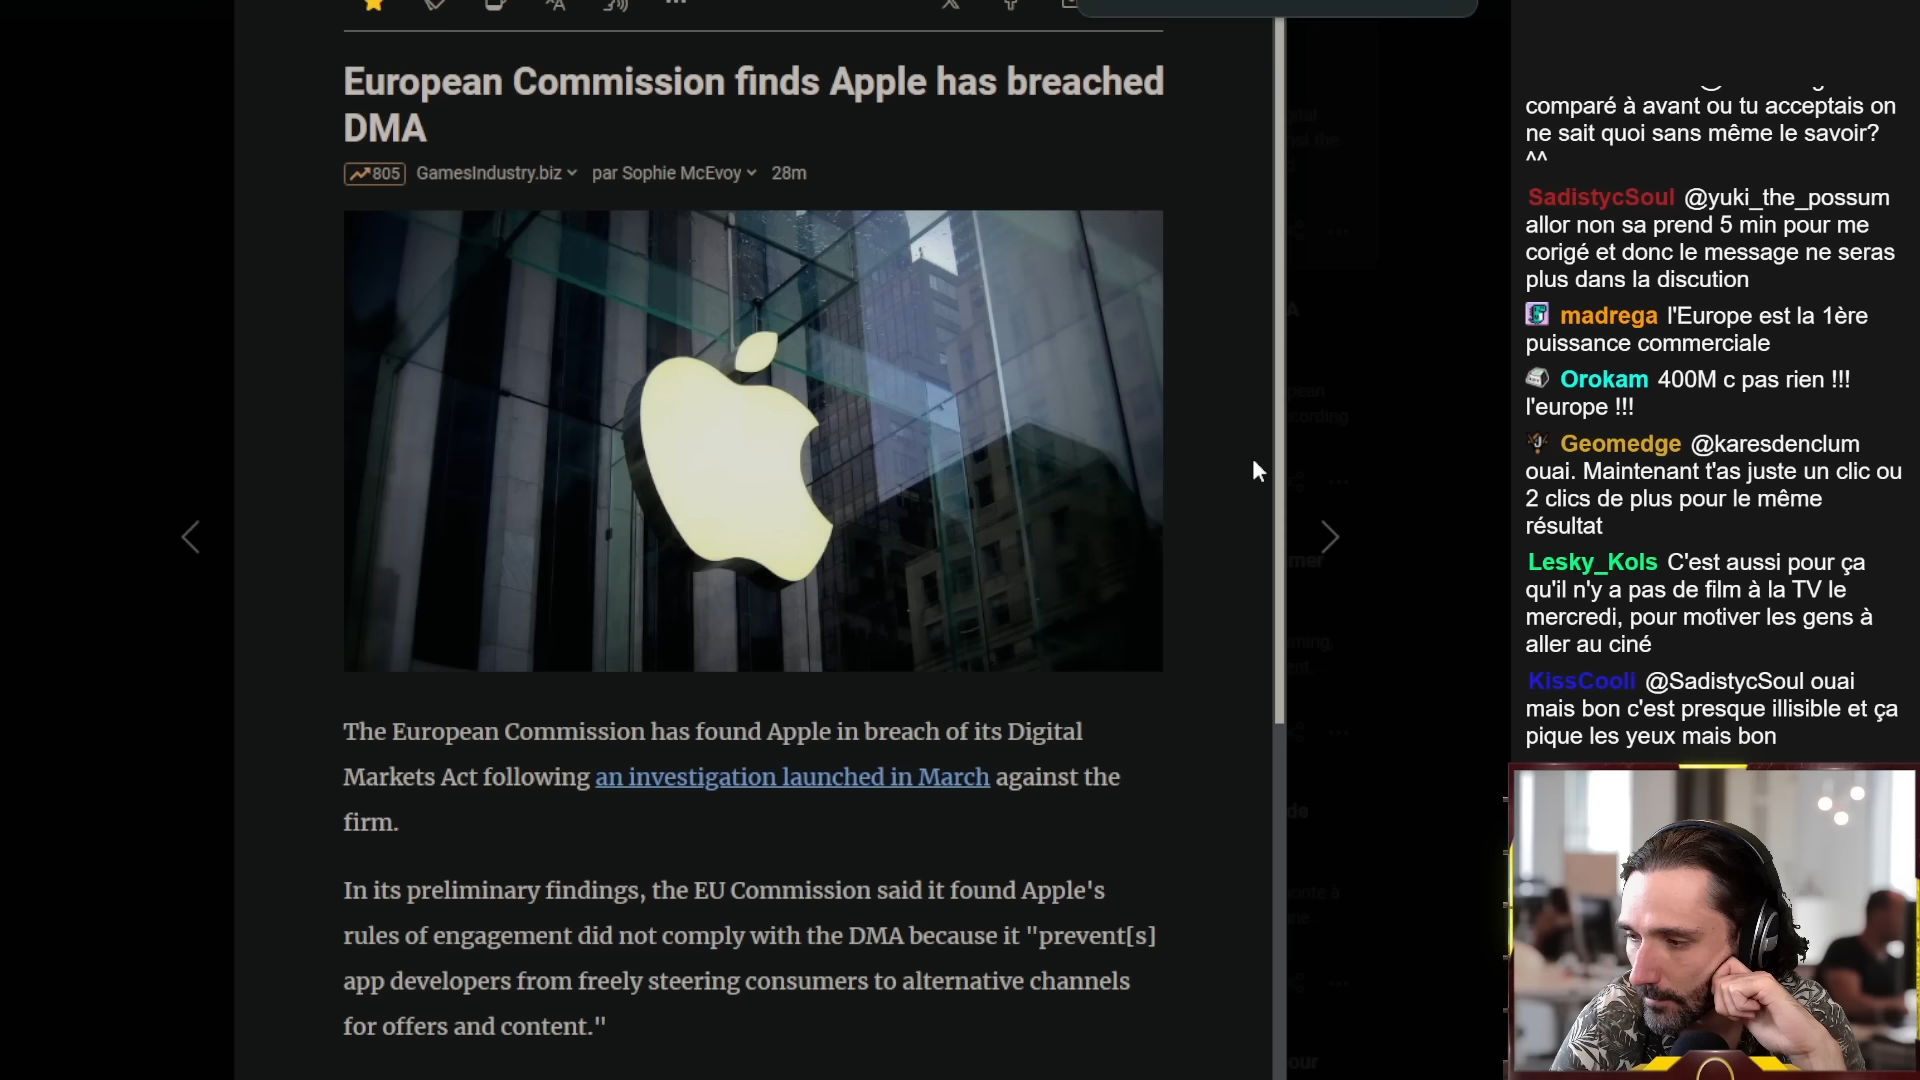 European Commission finds Apple has breached
DMA
805 GamesIndustry.biz par Sophie McEvoy 28m
The European Commission has found Apple in breach of its Digital
Markets Act following an investigation launched in March against the
firm.
In its preliminary findings, the EU Commission said it found Apple's
rules of engagement did not comply with the DMA because it "prevent[s]
app developers from freely steering consumers to alternative channels
for offers and content."
comparé à avant ou tu acceptais on
ne sait quoi sans même le savoir?
^^
SadistycSoul @yuki_the_possum
allor non sa prend 5 min pour me
corigé et donc le message ne seras
plus dans la discution
madrega l'Europe est la 1ère
puissance commerciale
Orokam 400M c pas rien !!!
l'europe !!!
Geomedge @karesdenclum
ouai. Maintenant t'as juste un clic ou
2 clics de plus pour le même
résultat
Lesky_Kols C'est aussi pour ça
qu'il n'y a pas de film à la TV le
mercredi, pour motiver les gens à
aller au ciné
KissCooli @SadistycSoul ouai
mais bon c'est presque illisible et ça
pique les yeux mais bon